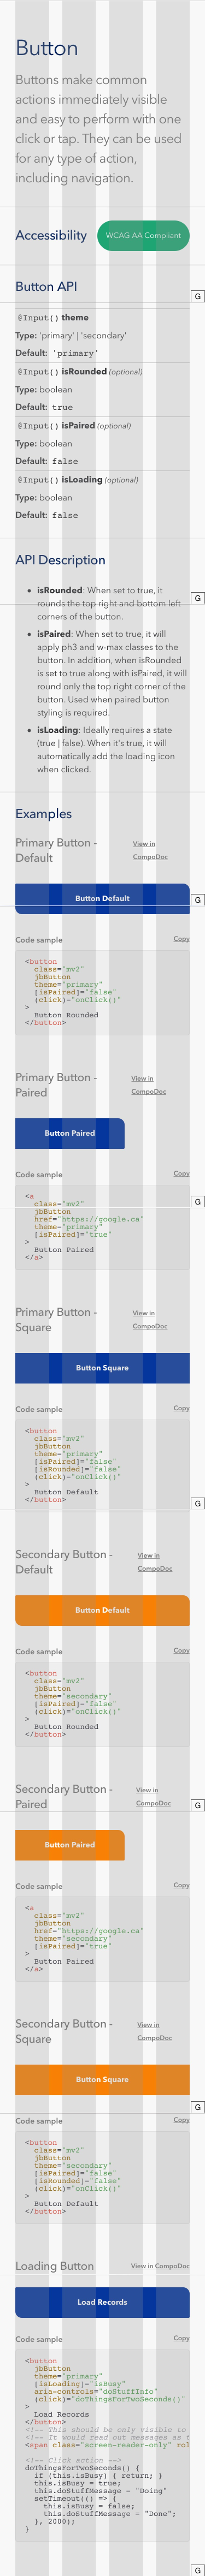 Button
Buttons make common
actions immediately visible
and easy to perform with one
click or tap. They can be used
for any type of action,
including navigation.
Accessibility WCAG AA Compliant
Button API
G
@Input() theme
Type: 'primary' | 'secondary'
Default: 'primary'
@Input() isRounded (optional)
Type: boolean
Default: true
@Input() isPaired (optional)
Type: boolean
Default: false
@Input() isLoading (optional)
Type: boolean
Default: false
API Description
isRounded: When set to true, it
G
rounds the top right and bottom left
corners of the button.
isPaired: When set to true, it will
apply ph3 and w-max classes to the
button. In addition, when isRounded
is set to true along with isPaired, it will
round only the top right corner of the
button. Used when paired button
styling is required.
isLoading: Ideally requires a state
(true | false). When it's true, it will
automatically add the loading icon
when clicked.
Examples
Primary Button -
Default
View in
CompoDoc
Button Default
G
Code sample Copy
<button
class="mv2"
jbButton
theme="primary"
[isPaired]="false"
(click)="onClick()"
>
Button Rounded
</button>
Primary Button -
Paired
View in
CompoDoc
Button Paired
Code sample Copy
<a
class="mv2"
jbButton
href="https://google.ca"
G
theme="primary"
[isPaired]="true"
>
Button Paired
</a>
Primary Button -
Square
View in
CompoDoc
Button Square
Code sample Copy
<button
class="mv2"
jbButton
theme="primary"
[isPaired]="false"
[isRounded]="false"
(click)="onClick()"
>
Button Default
</button>
G
Secondary Button -
Default
View in
CompoDoc
Button Default
Code sample Copy
<button
class="mv2"
jbButton
theme="secondary"
[isPaired]="false"
(click)="onClick()"
>
Button Rounded
</button>
Secondary Button -
Paired
View in
CompoDoc
G
Button Paired
Code sample Copy
<a
class="mv2"
jbButton
href="https://google.ca"
theme="secondary"
[isPaired]="true"
>
Button Paired
</a>
Secondary Button -
Square
View in
CompoDoc
Button Square
G
Code sample Copy
<button
class="mv2"
jbButton
theme="secondary"
[isPaired]="false"
[isRounded]="false"
(click)="onClick()"
>
Button Default
</button>
Loading Button View in CompoDoc
Load Records
Code sample Copy
<button
jbButton
theme="primary"
[isLoading]="isBusy"
aria-controls="doStuffInfo"
(click)="doThingsForTwoSeconds()"
>
Load Records
</button>
<!-- This should be only visible to
<!-- It would read out messages as
<span class="screen-reader-only" rol
<!-- Click action -->
doThingsForTwoSeconds() {
if (this.isBusy) { return; }
this.isBusy = true;
this.doStuffMessage = "Doing"
setTimeout(() => {
this.isBusy = false;
this.doStuffMessage = "Done";
}, 2000);
}
G